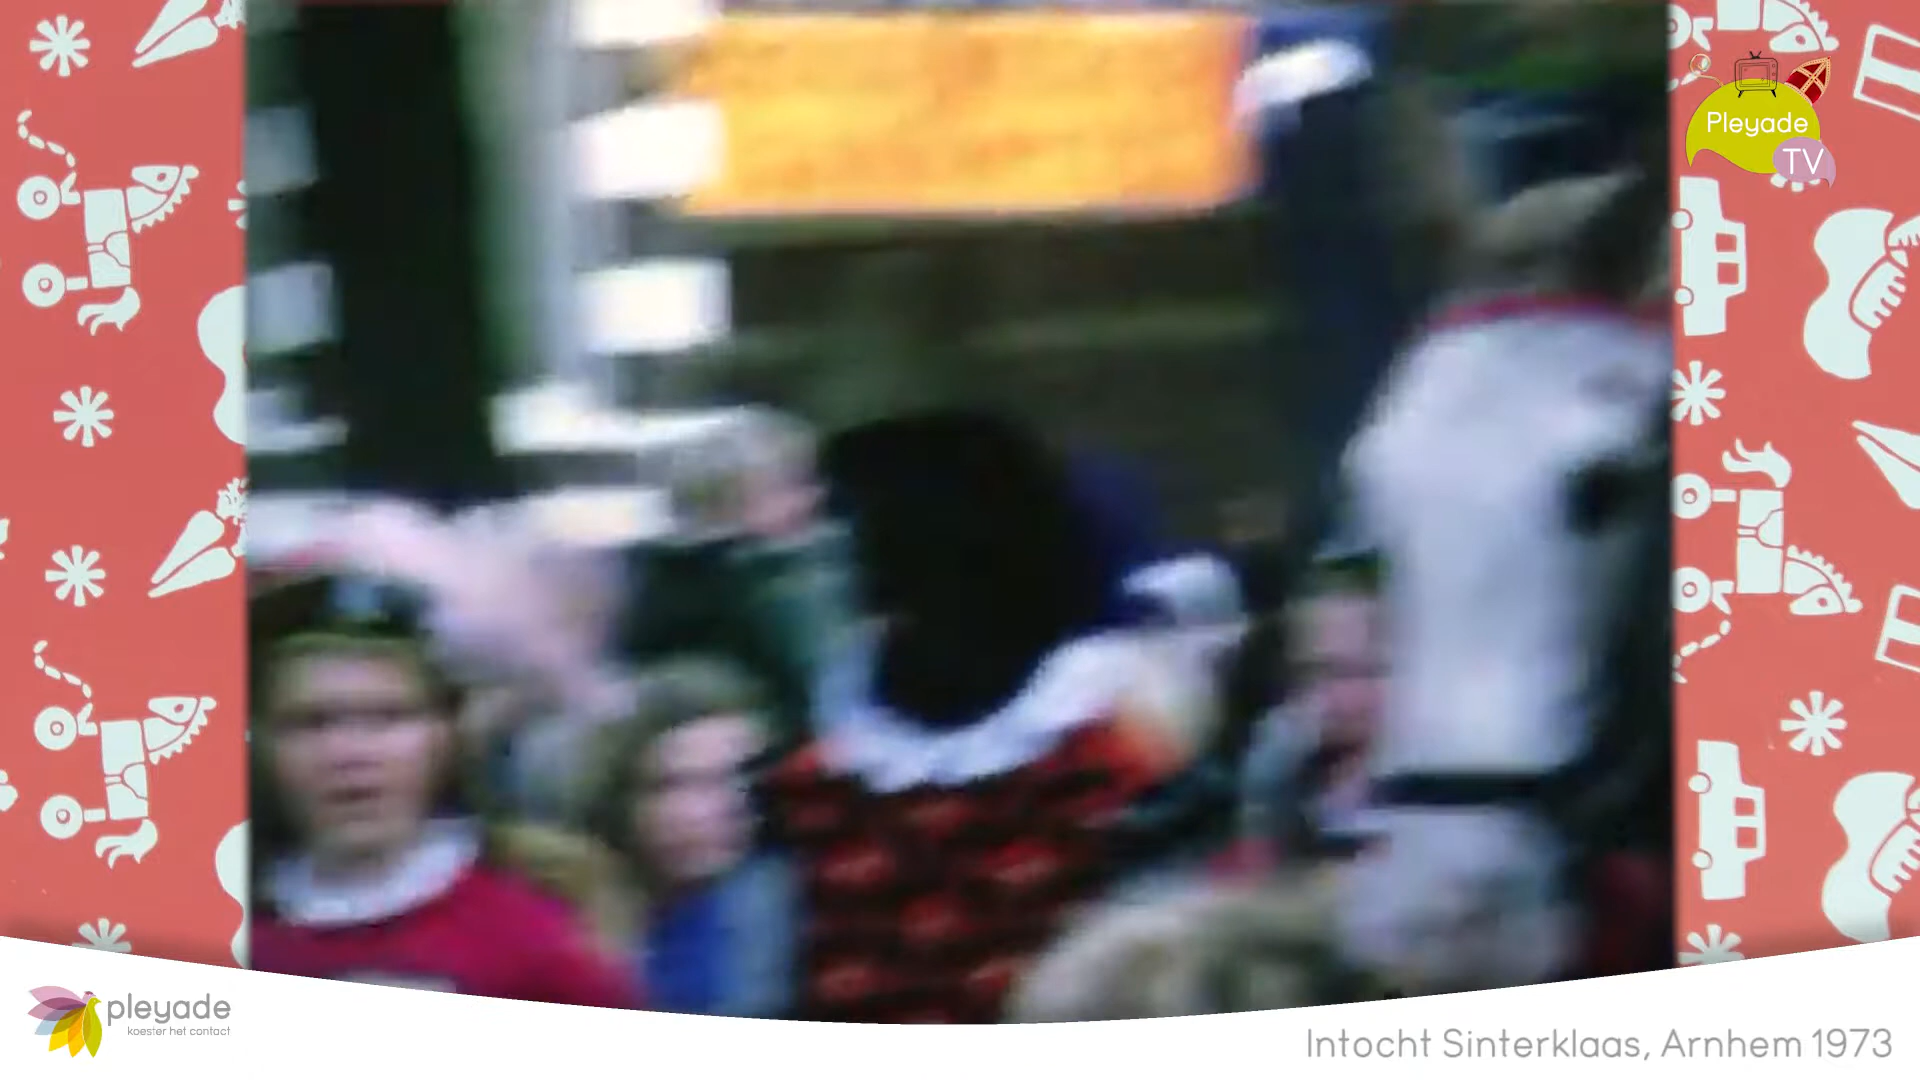 Pleyade
TV
pleyade
koester het contact
Intocht Sinterklaas, Arnhem 1973